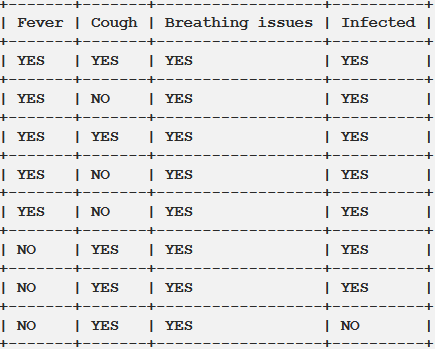 | Fever | Cough | Breathing issues | Infected |
| YES | YES | YES | YES |
| YES | NO | YES | YES |
| YES | YES | YES | YES |
| YES | NO | YES | YES |
| YES | NO | YES | YES |
| NO | YES | YES | YES |
| NO | YES | YES | YES |
| NO | YES | YES | NO |